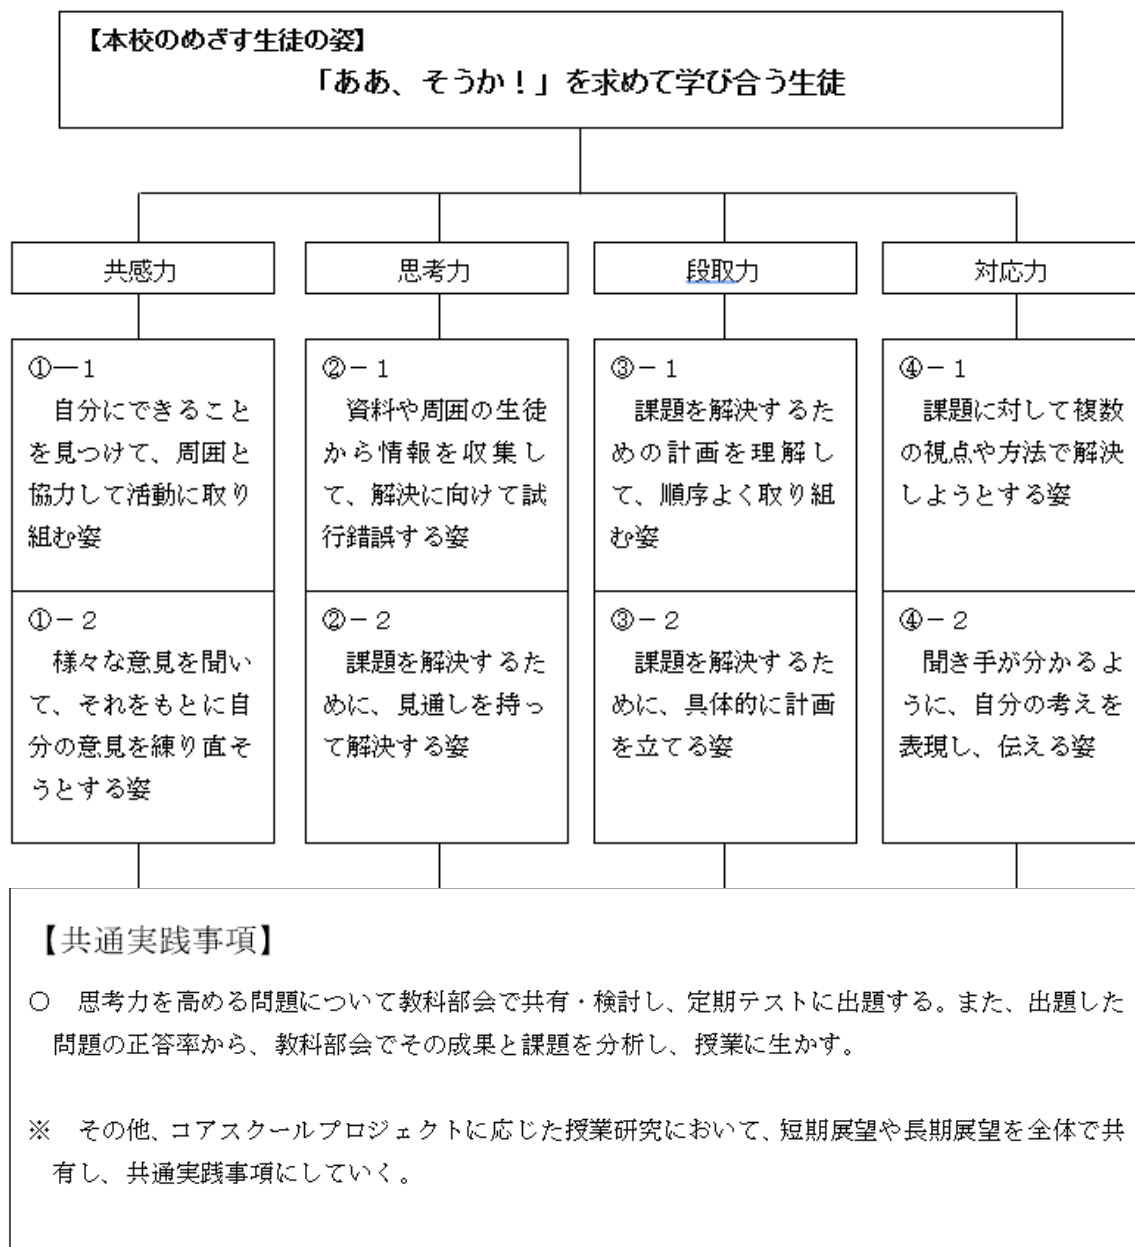 【本校のめざす生徒の姿】
「ああ、そうか！」を求めて学び合う生徒
共感力
思考力
段取力
対応力
①―１
自分にできること
を見つけて、周囲と
協力して活動に取り
組む姿
①－２
様々な意見を聞い
て、それをもとに自
分の意見を練り直そ
うとする姿
②－１
資料や周囲の生徒
から情報を収集し
て、解決に向けて試
行錯誤する姿
②－２
課題を解決するた
めに、見通しを持っ
て解決する姿
③－１
課題を解決するた
めの計画を理解し
て、順序よく取り組
む姿
③－２
課題を解決するた
めに、具体的に計画
を立てる姿
④－１
課題に対して複数
の視点や方法で解決
しようとする姿
④－２
聞き手が分かるよ
うに、自分の考えを
表現し、伝える姿
【共通実践事項】
○　思考力を高める問題について教科部会で共有・検討し、定期テストに出題する。また、出題した
問題の正答率から、教科部会でその成果と課題を分析し、授業に生かす。
※　その他、コアスクールプロジェクトに応じた授業研究において、短期展望や長期展望を全体で共
有し、共通実践事項にしていく。